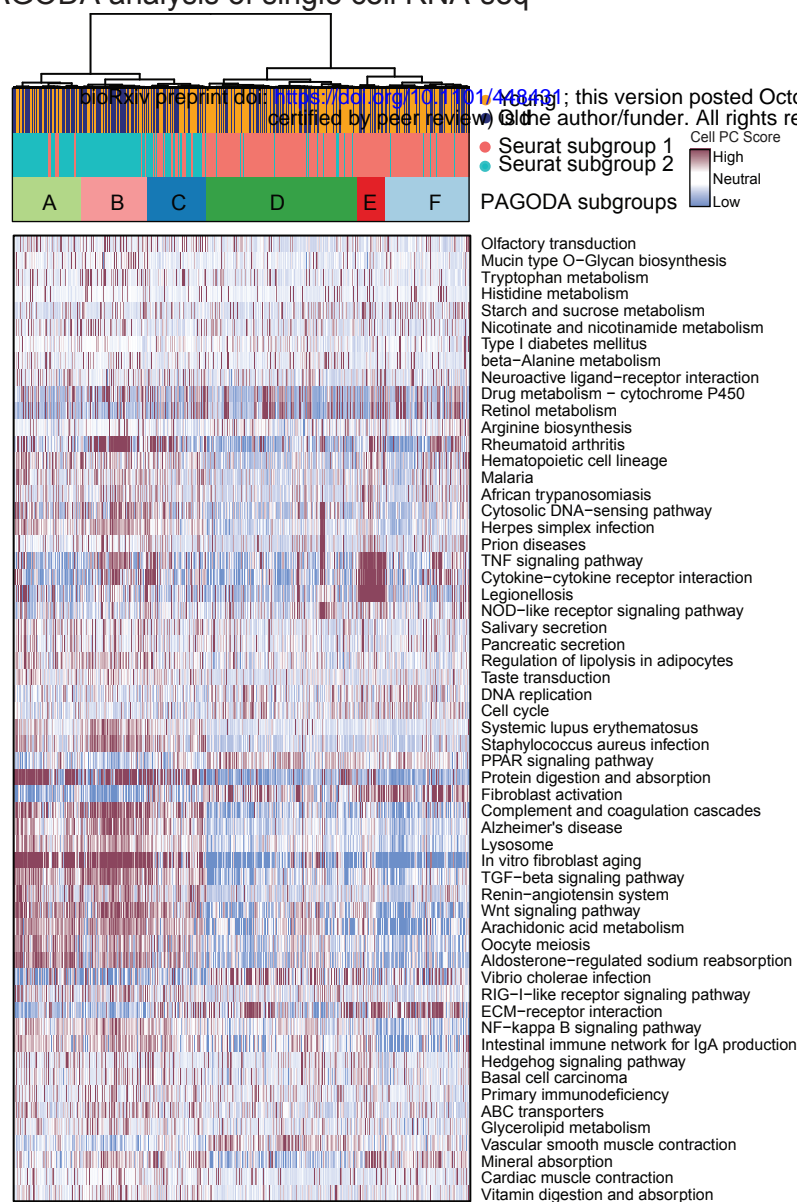 AGODA analysis of single cell RNA-seq
bioRxiv preprint doi: https://doi.org/10.1101/448431; this version posted Octo
certified by peer review) is the author/funder. All rights re
Young
Old
Seurat subgroup 1
Seurat subgroup 2
Cell PC Score
High
Neutral
Low
A B C D E F PAGODA subgroups
Olfactory transduction
Mucin type O−Glycan biosynthesis
Tryptophan metabolism
Histidine metabolism
Starch and sucrose metabolism
Nicotinate and nicotinamide metabolism
Type I diabetes mellitus
beta−Alanine metabolism
Neuroactive ligand−receptor interaction
Drug metabolism − cytochrome P450
Retinol metabolism
Arginine biosynthesis
Rheumatoid arthritis
Hematopoietic cell lineage
Malaria
African trypanosomiasis
Cytosolic DNA−sensing pathway
Herpes simplex infection
Prion diseases
TNF signaling pathway
Cytokine−cytokine receptor interaction
Legionellosis
NOD−like receptor signaling pathway
Salivary secretion
Pancreatic secretion
Regulation of lipolysis in adipocytes
Taste transduction
DNA replication
Cell cycle
Systemic lupus erythematosus
Staphylococcus aureus infection
PPAR signaling pathway
Protein digestion and absorption
Fibroblast activation
Complement and coagulation cascades
Alzheimer's disease
Lysosome
In vitro fibroblast aging
TGF−beta signaling pathway
Renin−angiotensin system
Wnt signaling pathway
Arachidonic acid metabolism
Oocyte meiosis
Aldosterone−regulated sodium reabsorption
Vibrio cholerae infection
RIG−I−like receptor signaling pathway
ECM−receptor interaction
NF−kappa B signaling pathway
Intestinal immune network for IgA production
Hedgehog signaling pathway
Basal cell carcinoma
Primary immunodeficiency
ABC transporters
Glycerolipid metabolism
Vascular smooth muscle contraction
Mineral absorption
Cardiac muscle contraction
Vitamin digestion and absorption